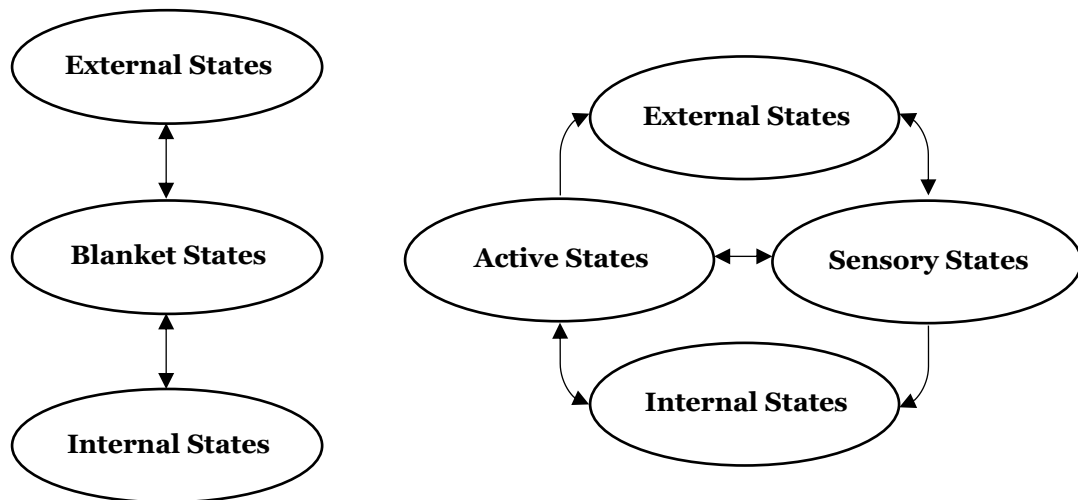 External States
Blanket States
Internal States
External States
Active States
Sensory States
Internal States